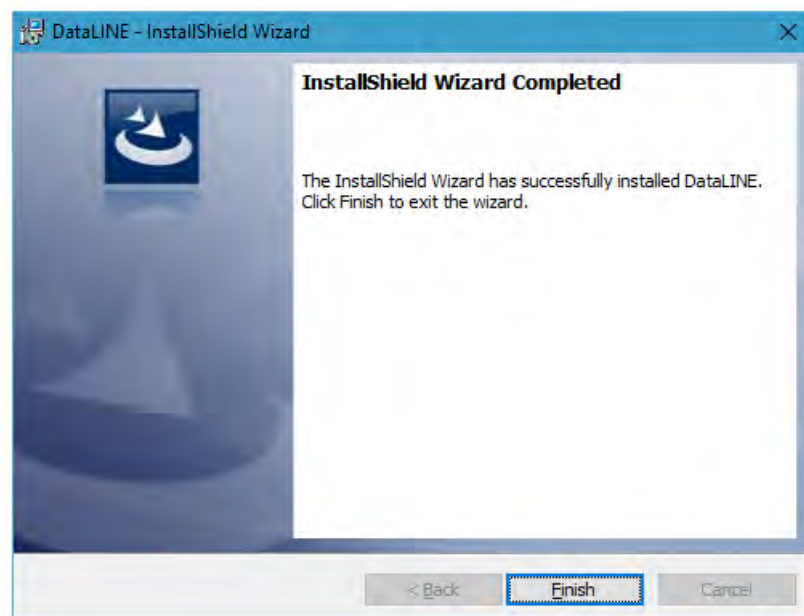 DataLINE - InstallShield Wizard
InstallShield Wizard Completed
The InstallShield Wizard has successfully installed DataLINE.
Click Finish to exit the wizard.
< Back
Finish
Cancel